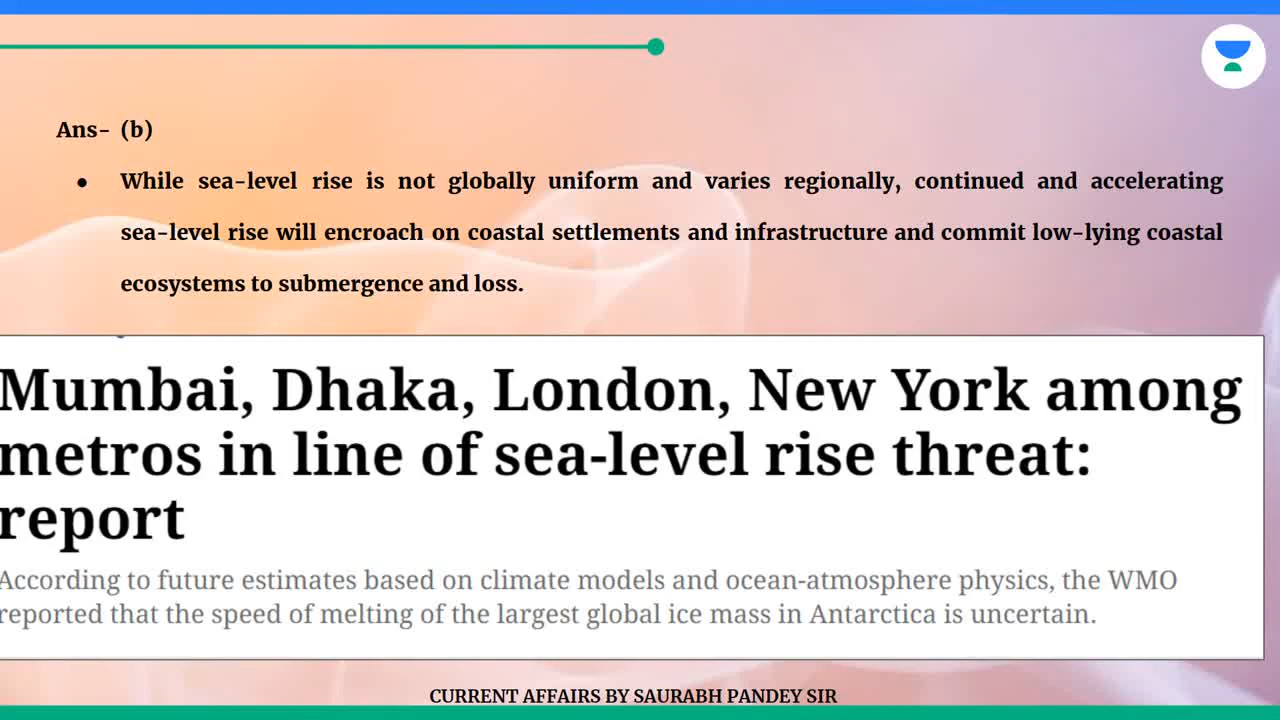 Ans- (b)
● While sea-level rise is not globally uniform and varies regionally, continued and accelerating
sea-level rise will encroach on coastal settlements and infrastructure and commit low-lying coastal
ecosystems to submergence and loss.
Mumbai, Dhaka, London, New York among
metros in line of sea-level rise threat:
report
According to future estimates based on climate models and ocean-atmosphere physics, the WMO
reported that the speed of melting of the largest global ice mass in Antarctica is uncertain.
CURRENT AFFAIRS BY SAURABH PANDEY SIR